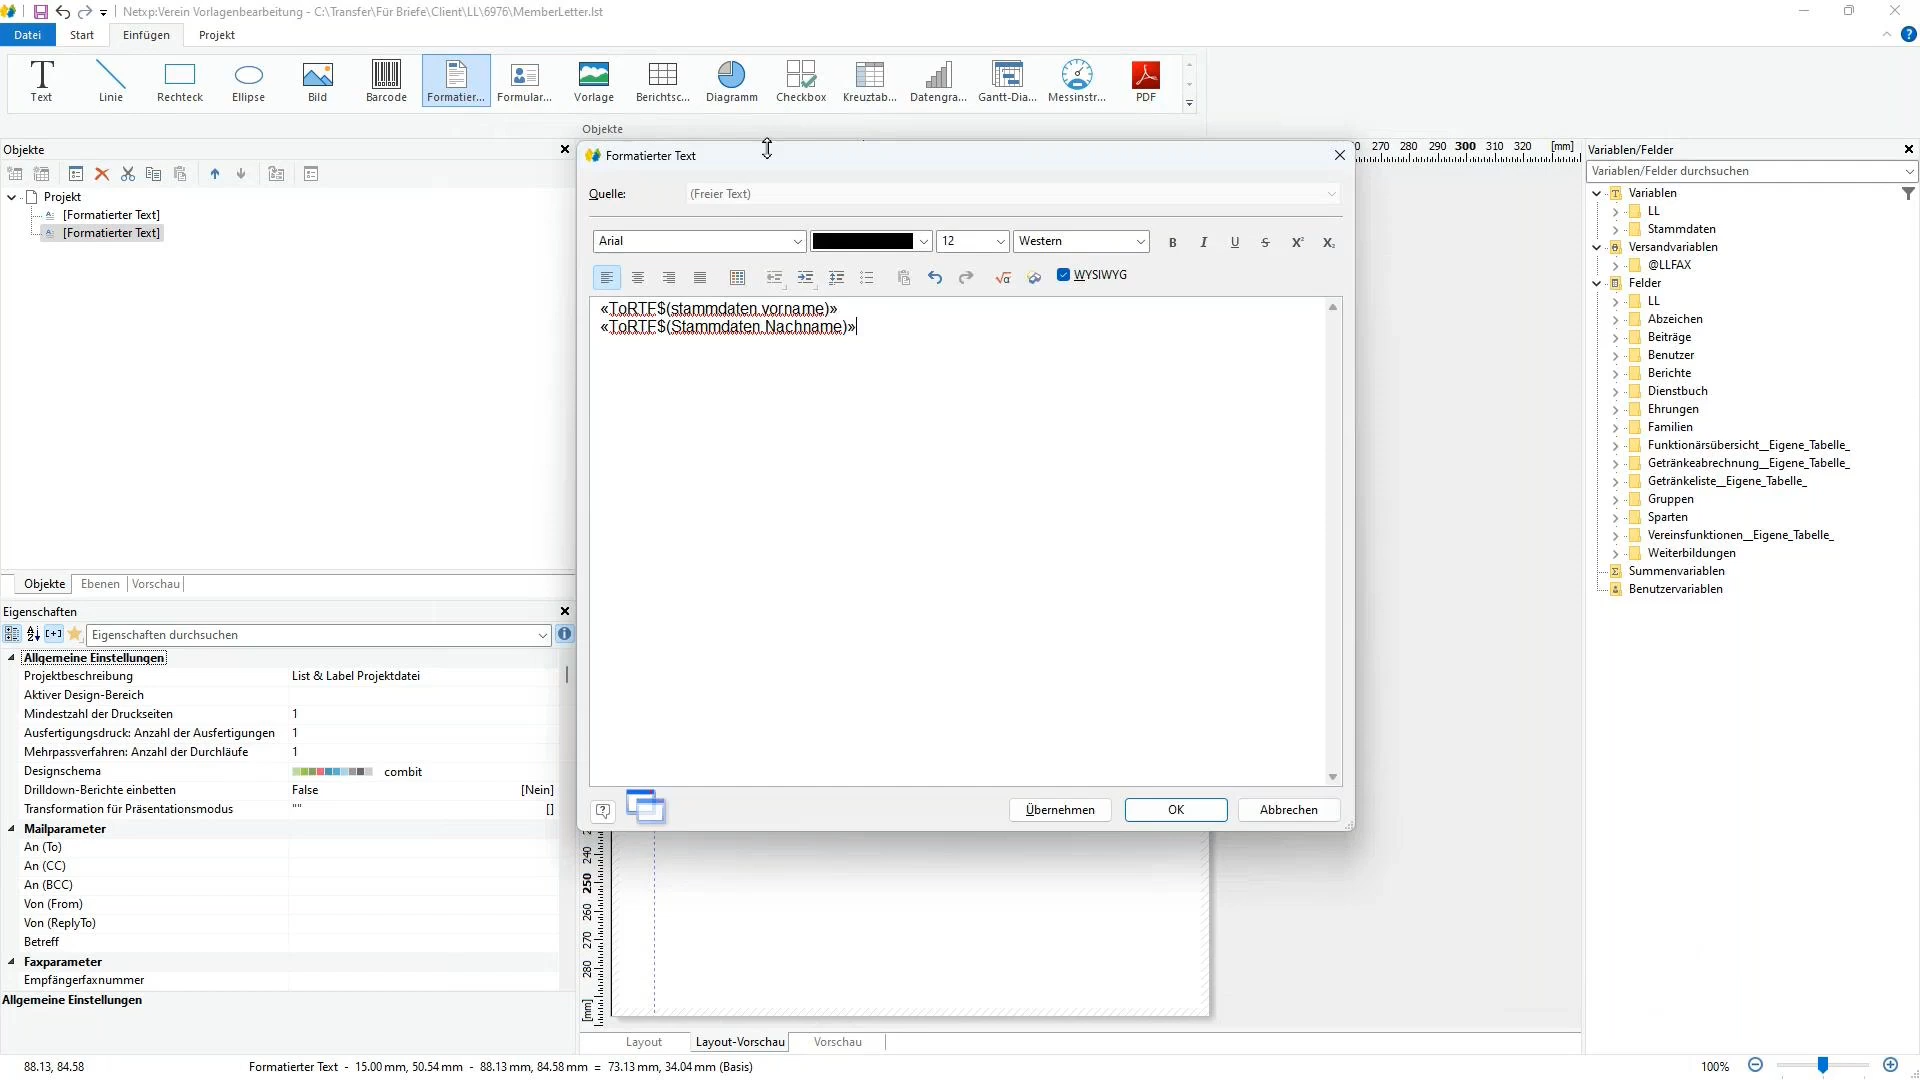 Netxp:Verein Vorlagenbearbeitung - C:\Transfer\Für Briefe\Client\LL\6976\MemberLetter.lst
Datei Start Einfügen Projekt
Text Linie Rechteck Ellipse Bild Barcode Formatier... Formular... Vorlage Berichtsc... Diagramm Checkbox Kreuztab... Datengra... Gantt-Dia... Messinstr... PDF
Objekte
Objekte
Projekt
[Formatierter Text]
[Formatierter Text]
Objekte Ebenen Vorschau
Eigenschaften
Eigenschaften durchsuchen
Allgemeine Einstellungen
Projektbeschreibung List & Label Projektdatei
Aktiver Design-Bereich
Mindestzahl der Druckseiten 1
Ausfertigungsdruck: Anzahl der Ausfertigungen 1
Mehrpassverfahren: Anzahl der Durchläufe 1
Designschema combit
Drilldown-Berichte einbetten False [Nein]
Transformation für Präsentationsmodus "" []
Mailparameter
An (To)
An (CC)
An (BCC)
Von (From)
Von (ReplyTo)
Betreff
Faxparameter
Empfängerfaxnummer
Allgemeine Einstellungen
Formatierter Text
Quelle: (Freier Text)
Arial 12 Western B I U S X² X₂
WYSIWYG
«ToRTF$(stammdaten.vorname)»
«ToRTF$(Stammdaten.Nachname)»
Übernehmen OK Abbrechen
270 280 290 300 310 320 [mm]
240 250 260 270 280 [mm]
Layout Layout-Vorschau Vorschau
Variablen/Felder
Variablen/Felder durchsuchen
Variablen
LL
Stammdaten
Versandvariablen
@LLFAX
Felder
LL
Abzeichen
Beiträge
Benutzer
Berichte
Dienstbuch
Ehrungen
Familien
Funktionärsübersicht__Eigene_Tabelle_
Getränkeabrechnung__Eigene_Tabelle_
Getränkeliste__Eigene_Tabelle_
Gruppen
Sparten
Vereinsfunktionen__Eigene_Tabelle_
Weiterbildungen
Summenvariablen
Benutzervariablen
88.13, 84.58 Formatierter Text - 15.00 mm, 50.54 mm - 88.13 mm, 84.58 mm = 73.13 mm, 34.04 mm (Basis) 100%